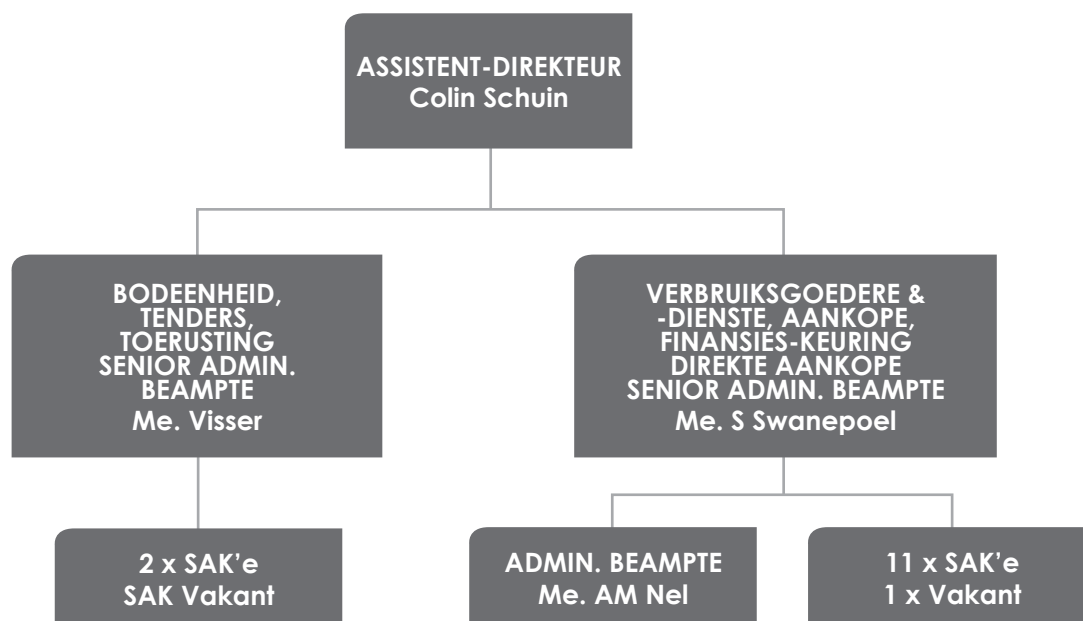 ASSISTENT-DIREKTEUR
Colin Schuin
BODEENHEID,
TENDERS,
TOERUSTING
SENIOR ADMIN.
BEAMPTE
Me. Visser
VERBRUIKSGOEDERE &
-DIENSTE, AANKOPE,
FINANSIES-KEURING
DIREKTE AANKOPE
SENIOR ADMIN. BEAMPTE
Me. S Swanepoel
2 x SAK’e
SAK Vakant
ADMIN. BEAMPTE
Me. AM Nel
11 x SAK’e
1 x Vakant